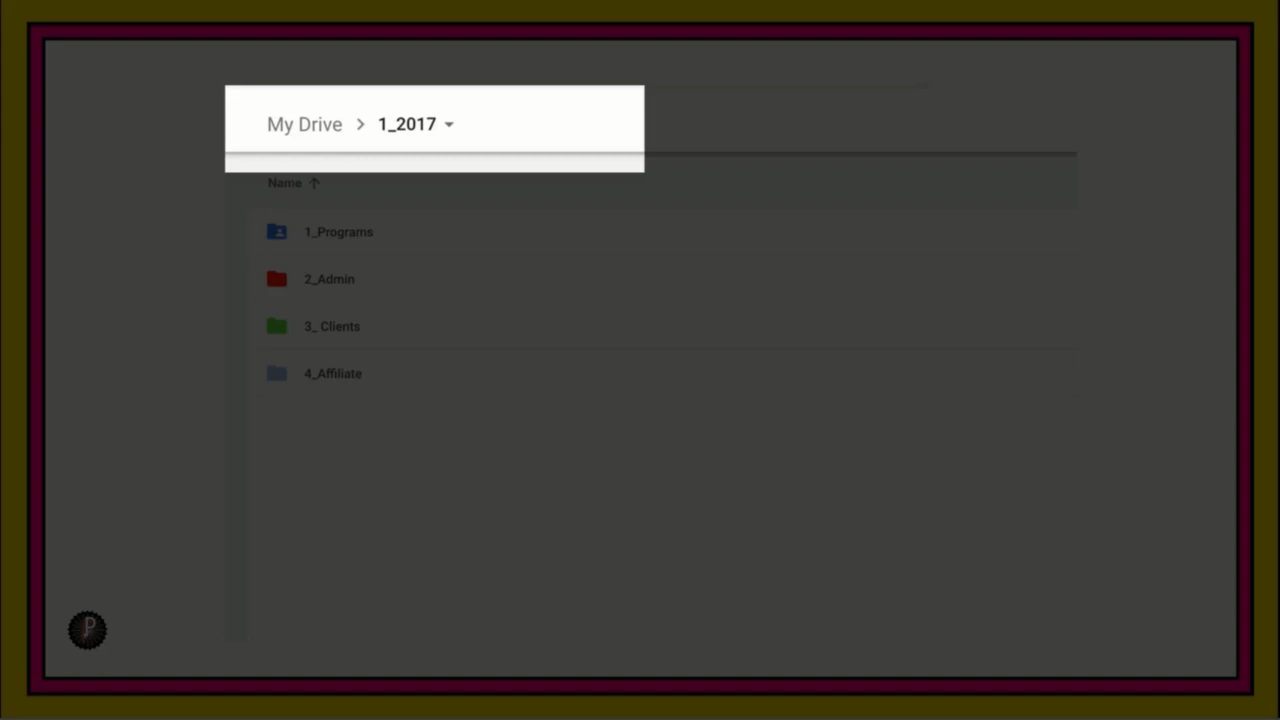 My Drive > 1_2017
Name ↑
1_Programs
2_Admin
3_ Clients
4_Affiliate
P